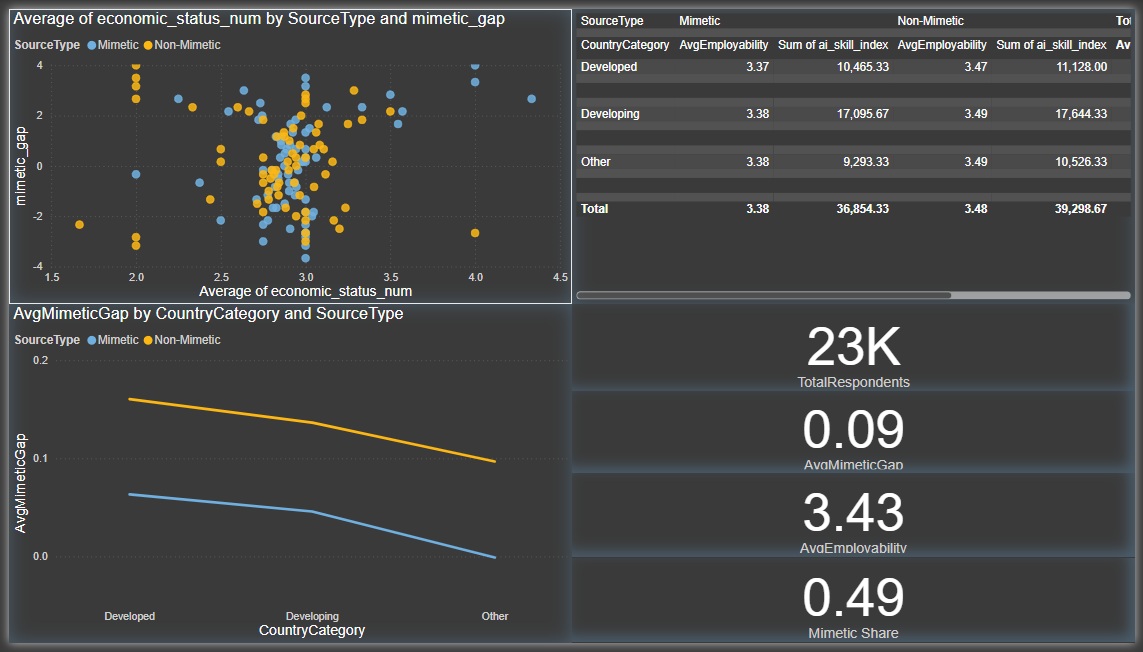 Average of economic_status_num by SourceType and mimetic_gap
SourceType Mimetic Non-Mimetic
4
2
0
-2
-4
mimetic_gap
1.5 2.0 2.5 3.0 3.5 4.0 4.5
Average of economic_status_num
SourceType Mimetic Non-Mimetic Tot
CountryCategory AvgEmployability Sum of ai_skill_index AvgEmployability Sum of ai_skill_index Av
Developed 3.37 10,465.33 3.47 11,128.00
Developing 3.38 17,095.67 3.49 17,644.33
Other 3.38 9,293.33 3.49 10,526.33
Total 3.38 36,854.33 3.48 39,298.67
AvgMimeticGap by CountryCategory and SourceType
SourceType Mimetic Non-Mimetic
0.2
0.1
0.0
AvgMimeticGap
Developed Developing Other
CountryCategory
23K
TotalRespondents
0.09
AvgMimeticGap
3.43
AvgEmployability
0.49
Mimetic Share